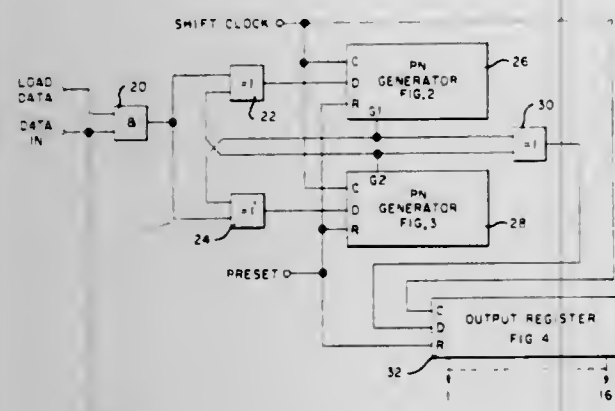 SHIFT CLOCK
LOAD DATA
DATA IN
20
&
=1
22
C
D
R
PN GENERATOR FIG.2
G1
26
30
=1
=1
24
G2
C
D
R
PN GENERATOR FIG.3
28
PRESET
C
D
R
OUTPUT REGISTER FIG 4
32
1
16